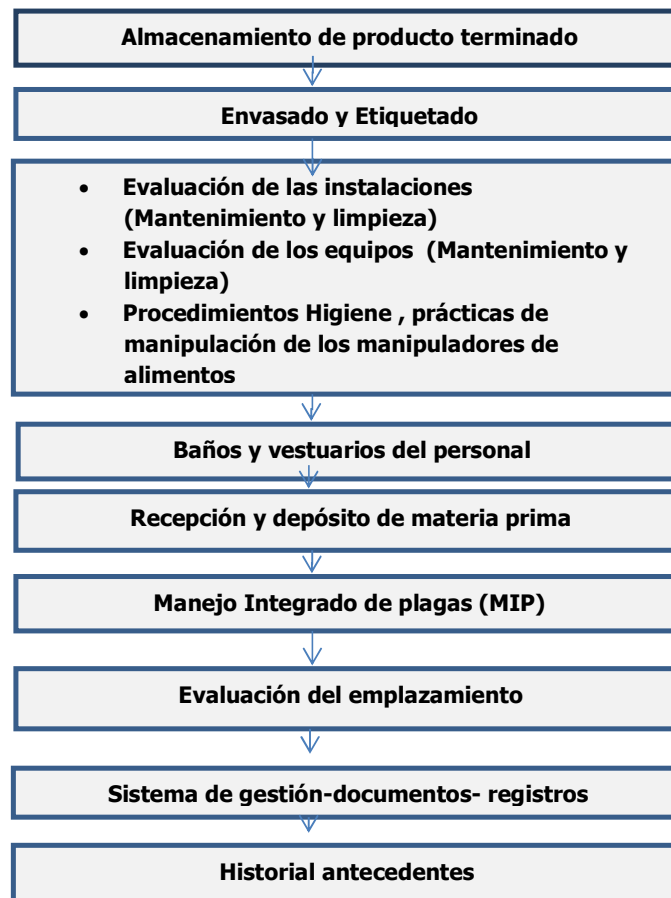 Almacenamiento de producto terminado
Envasado y Etiquetado
• Evaluación de las instalaciones
(Mantenimiento y limpieza)
• Evaluación de los equipos (Mantenimiento y
limpieza)
• Procedimientos Higiene , prácticas de
manipulación de los manipuladores de
alimentos
Baños y vestuarios del personal
Recepción y depósito de materia prima
Manejo Integrado de plagas (MIP)
Evaluación del emplazamiento
Sistema de gestión-documentos- registros
Historial antecedentes